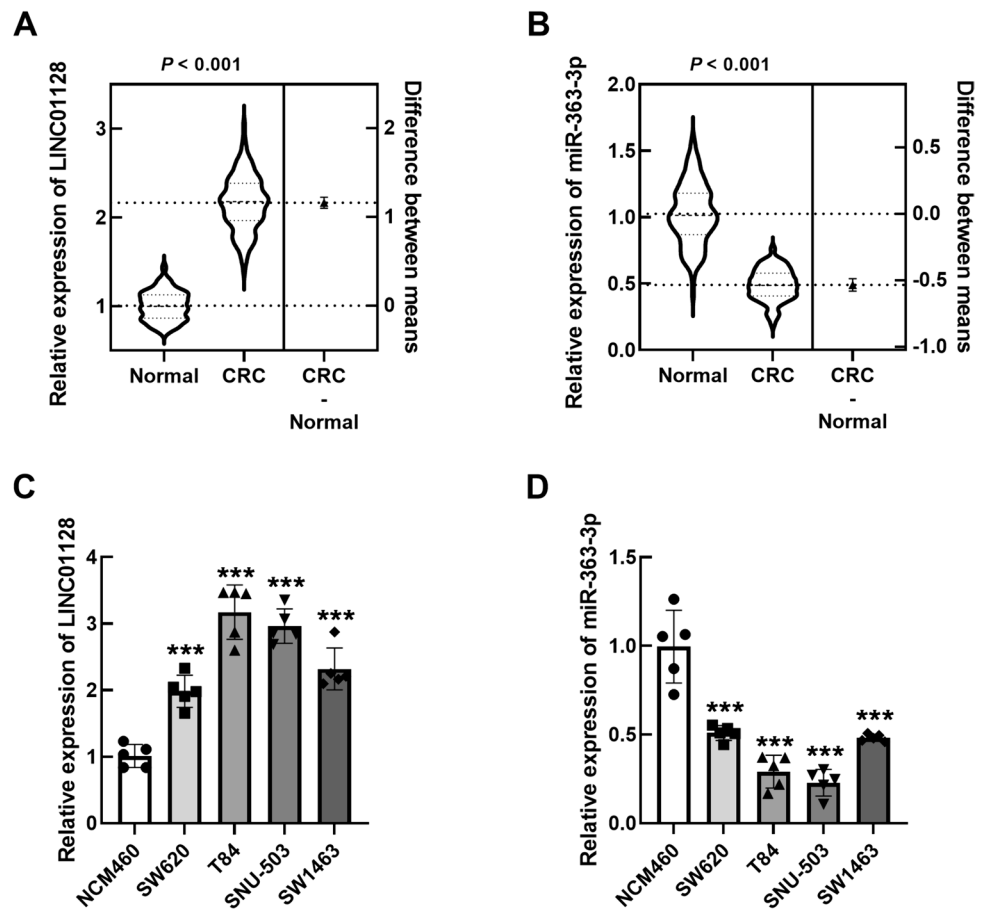 A
P < 0.001
Relative expression of LINC01128
3
2
1
2
1
0
Difference between means
Normal
CRC
CRC
-
Normal
B
P < 0.001
Relative expression of miR-363-3p
2.0
1.5
1.0
0.5
0.0
0.5
0.0
-0.5
-1.0
Difference between means
Normal
CRC
CRC
-
Normal
C
Relative expression of LINC01128
4
3
2
1
0
***
***
***
***
NCM460
SW620
T84
SNU-503
SW1463
D
Relative expression of miR-363-3p
1.5
1.0
0.5
0.0
***
***
***
***
NCM460
SW620
T84
SNU-503
SW1463